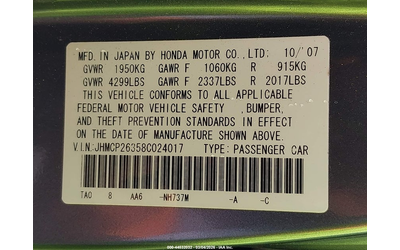 MFD. IN JAPAN BY HONDA MOTOR CO.,LTD: 10/'07
GVWR 1950KG GAWR F 1060KG R 915KG
GVWR 4299LBS GAWR F 2337LBS R 2017LBS
THIS VEHICLE CONFORMS TO ALL APPLICABLE
FEDERAL MOTOR VEHICLE SAFETY ,BUMPER,
AND THEFT PREVENTION STANDARDS IN EFFECT
ON THE DATE OF MANUFACTURE SHOWN ABOVE.
V.I.N:JHMCP26358C024017 TYPE: PASSENGER CAR
TAO 8 AA6 -NH737M -A -C